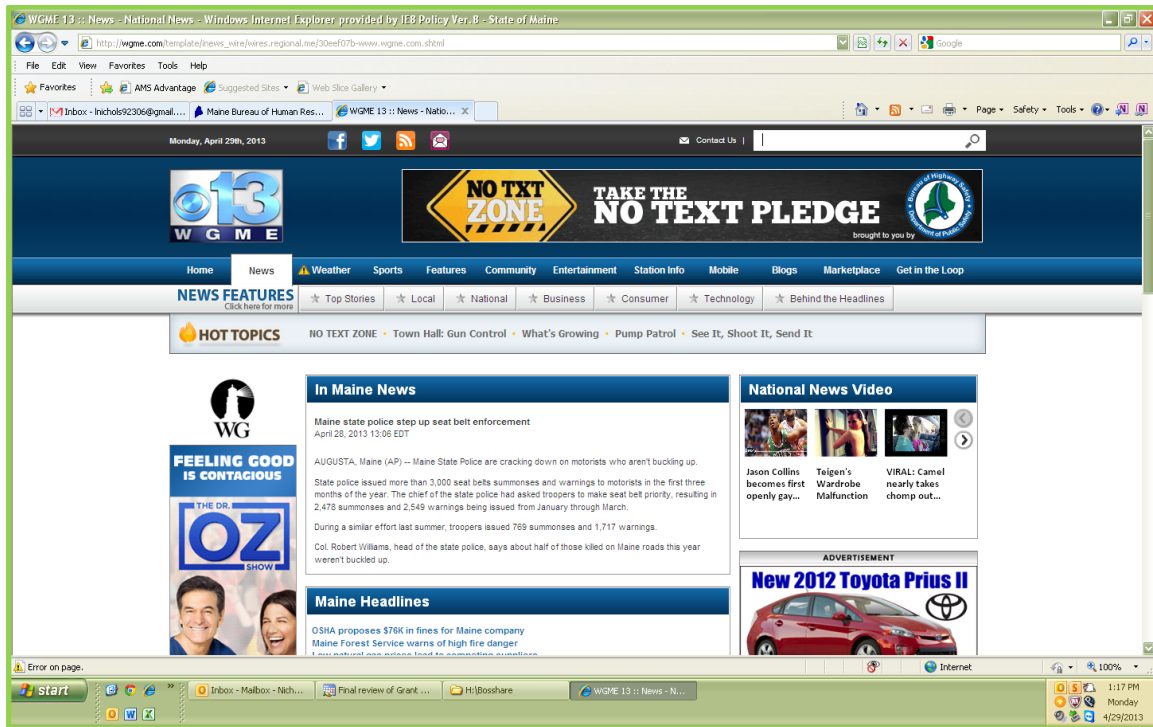 WGME 13 :: News - National News - Windows Internet Explorer provided by IE8 Policy Ver. B - State of Maine
http://wgme.com/template/inews_wire/wires.regional.me/30eef07b-www.wgme.com.shtml
Google
File Edit View Favorites Tools Help
Favorites AMS Advantage Suggested Sites Web Slice Gallery
Inbox - lnichols92306@gmail.... Maine Bureau of Human Res... WGME 13 :: News - Natio... X Page Safety Tools
Monday, April 29th, 2013 Contact Us |
13
WGME
NO TXT ZONE
TAKE THE
NO TEXT PLEDGE
brought to you by
Bureau of Highway Safety
Department of Public Safety
Home News Weather Sports Features Community Entertainment Station Info Mobile Blogs Marketplace Get in the Loop
NEWS FEATURES
Click here for more
Top Stories Local National Business Consumer Technology Behind the Headlines
HOT TOPICS NO TEXT ZONE • Town Hall: Gun Control • What's Growing • Pump Patrol • See It, Shoot It, Send It
WG
FEELING GOOD
IS CONTAGIOUS
THE DR.
OZ
SHOW
In Maine News
Maine state police step up seat belt enforcement
April 28, 2013 13:06 EDT
AUGUSTA, Maine (AP) -- Maine State Police are cracking down on motorists who aren't buckling up.
State police issued more than 3,000 seat belts summonses and warnings to motorists in the first three
months of the year. The chief of the state police had asked troopers to make seat belt priority, resulting in
2,478 summonses and 2,549 warnings being issued from January through March.
During a similar effort last summer, troopers issued 769 summonses and 1,717 warnings.
Col. Robert Williams, head of the state police, says about half of those killed on Maine roads this year
weren't buckled up.
Maine Headlines
OSHA proposes $76K in fines for Maine company
Maine Forest Service warns of high fire danger
Low natural gas prices lead to competing suppliers
National News Video
Jason Collins
becomes first
openly gay...
Teigen's
Wardrobe
Malfunction
VIRAL: Camel
nearly takes
chomp out...
ADVERTISEMENT
New 2012 Toyota Prius II
Error on page. Internet 100%
start Inbox - Mailbox - Nich... Final review of Grant ... H:\Bosshare WGME 13 :: News - N...
1:17 PM
Monday
4/29/2013